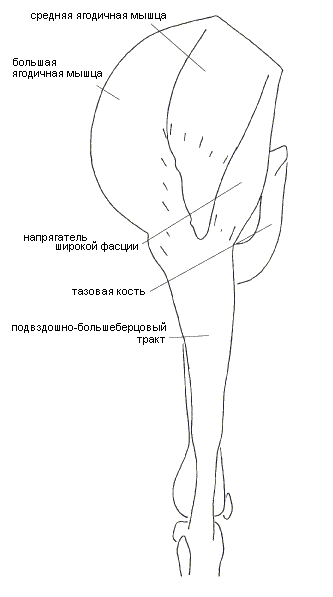 средняя ягодичная мышца
большая
ягодичная мышца
напрягатель
широкой фасции
тазовая кость
подвздошно-большеберцовый
тракт